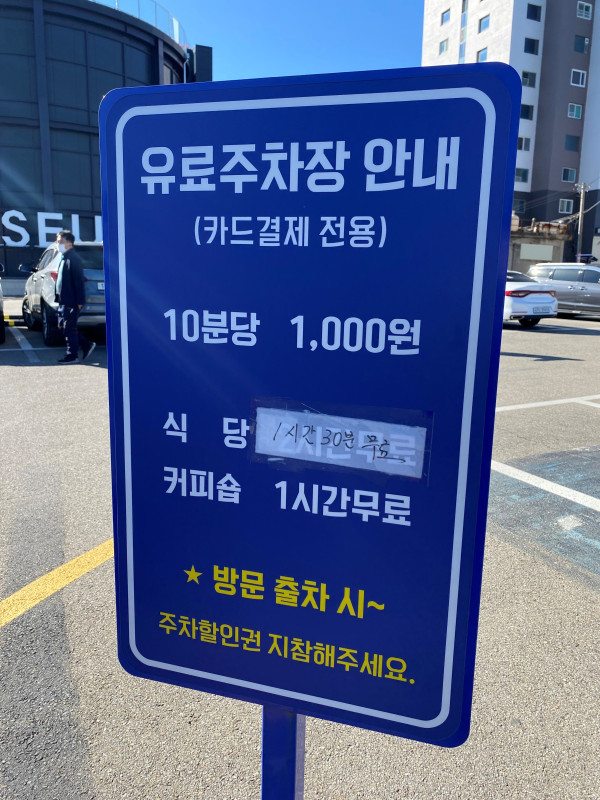 유료주차장 안내
(카드결제 전용)
10분당 1,000원
식 당 1시간 30분 무료
커피숍 1시간무료
★ 방문 출차 시~
주차할인권 지참해주세요.
SEU